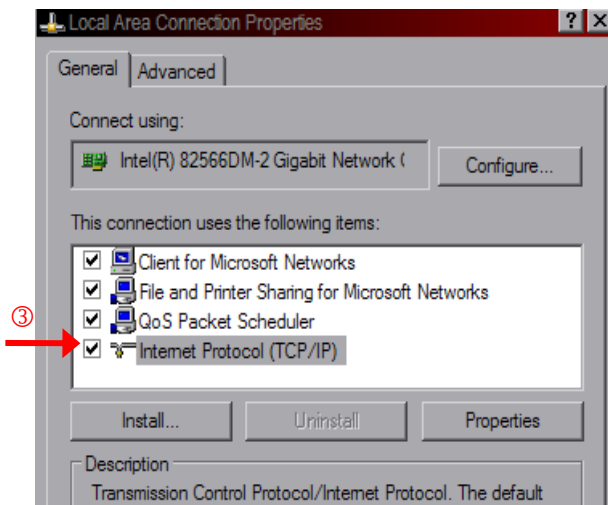 Local Area Connection Properties
General Advanced
Connect using:
Intel(R) 82566DM-2 Gigabit Network Configure...
This connection uses the following items:
Client for Microsoft Networks
File and Printer Sharing for Microsoft Networks
QoS Packet Scheduler
③
Internet Protocol (TCP/IP)
Install... Uninstall Properties
Description
Transmission Control Protocol/Internet Protocol. The default